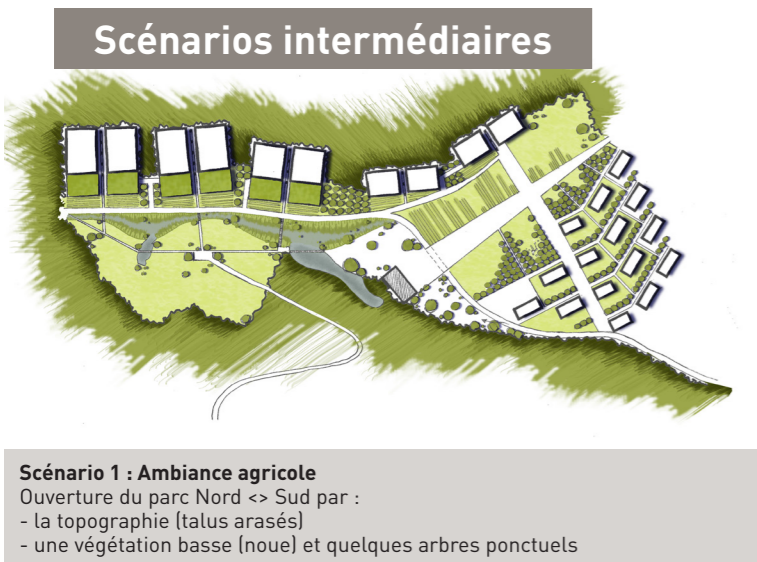 Scénarios intermédiaires
Scénario 1 : Ambiance agricole
Ouverture du parc Nord <> Sud par :
- la topographie (talus arasés)
- une végétation basse (noue) et quelques arbres ponctuels